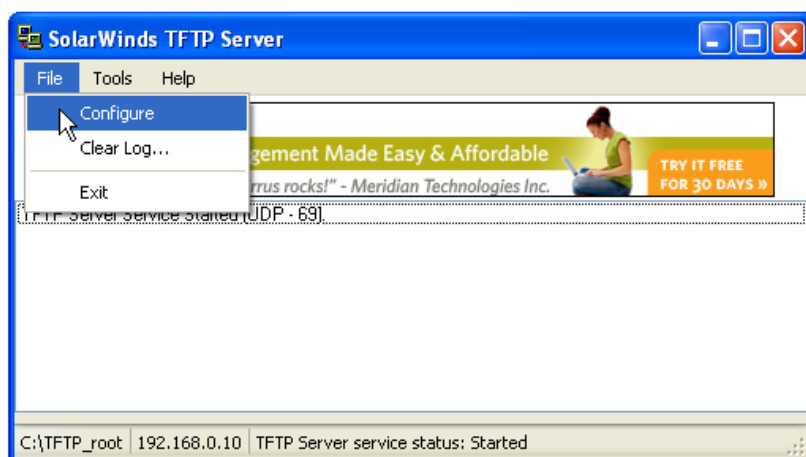 SolarWinds TFTP Server
File Tools Help
Configure
Clear Log...
Exit
gement Made Easy & Affordable
rrus rocks!" - Meridian Technologies Inc.
TRY IT FREE
FOR 30 DAYS »
TFTP Server Service Started (UDP - 69).
C:\TFTP_root 192.168.0.10 TFTP Server service status: Started